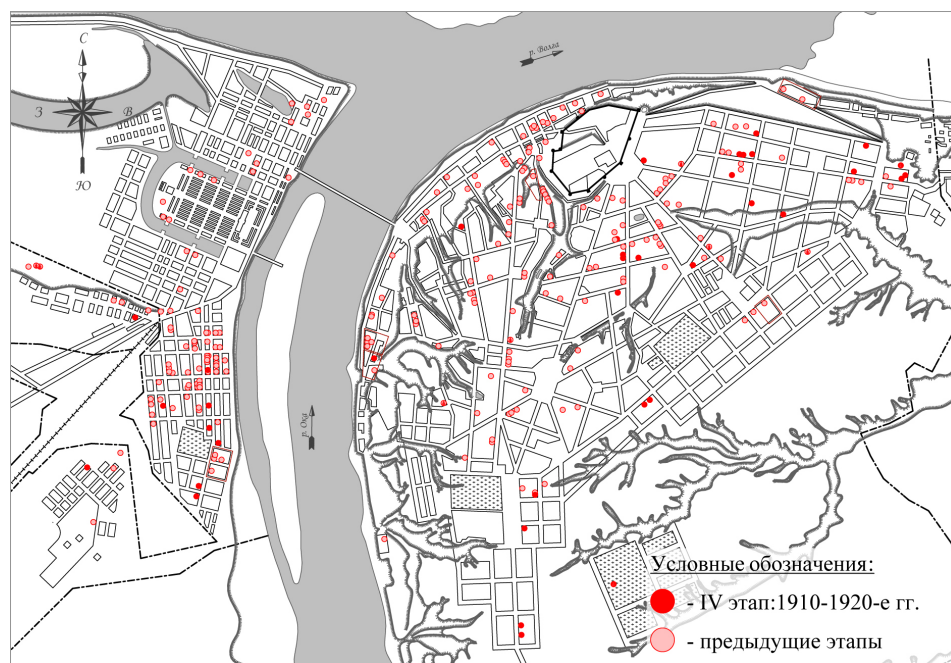 С
З
В
Ю
р. Волга
р. Ока
Условные обозначения:
- IV этап:1910-1920-е гг.
- предыдущие этапы